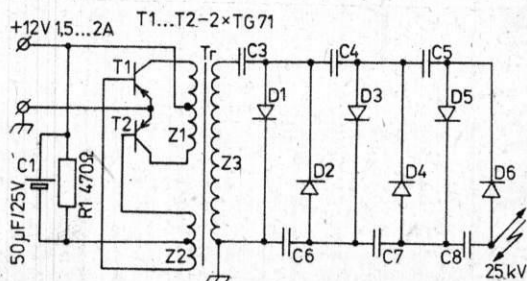 T1...T2-2×TG71
+12V 1,5...2A
Tr
C3
C4
C5
T1
T2
Z1
Z2
Z3
D1
D2
D3
D4
D5
D6
C1
50μF/25V
R1 470Ω
C6
C7
C8
25kV